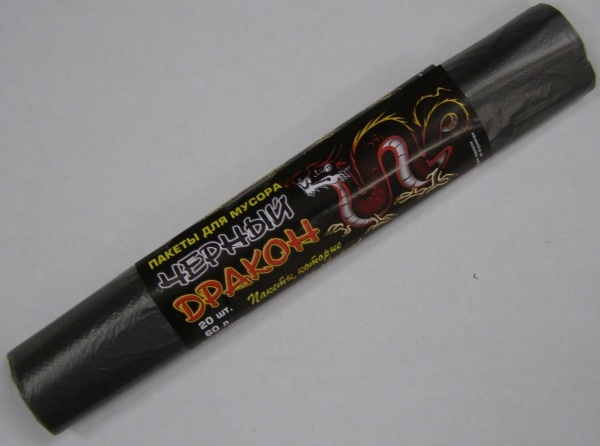 ПАКЕТЫ ДЛЯ МУСОРА
ЧЕРНЫЙ
ДРАКОН
Пакеты, которые
20 шт.
60 л